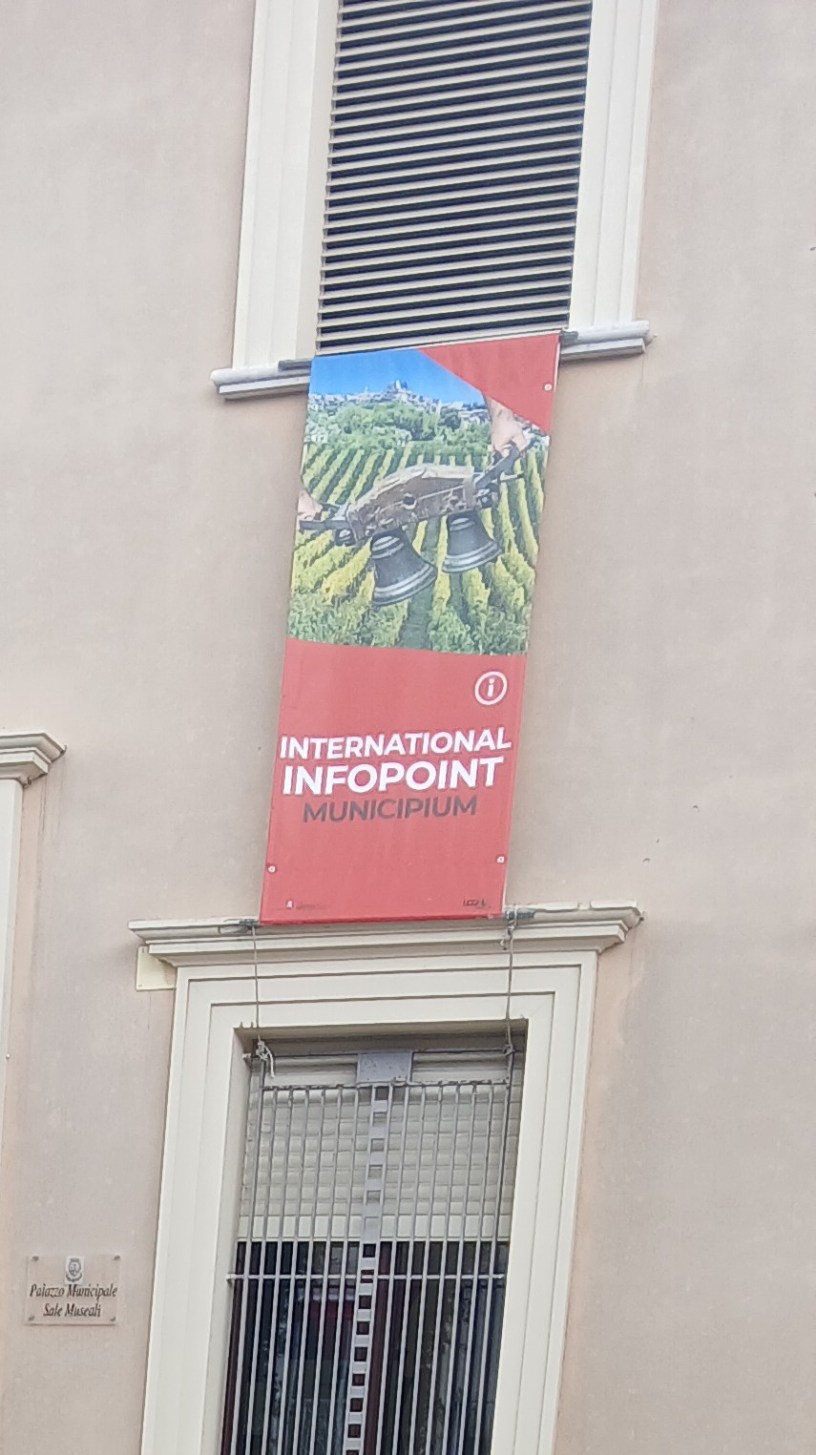 i
INTERNATIONAL
INFOPOINT
MUNICIPIUM
Palazzo Municipale
Sale Museali